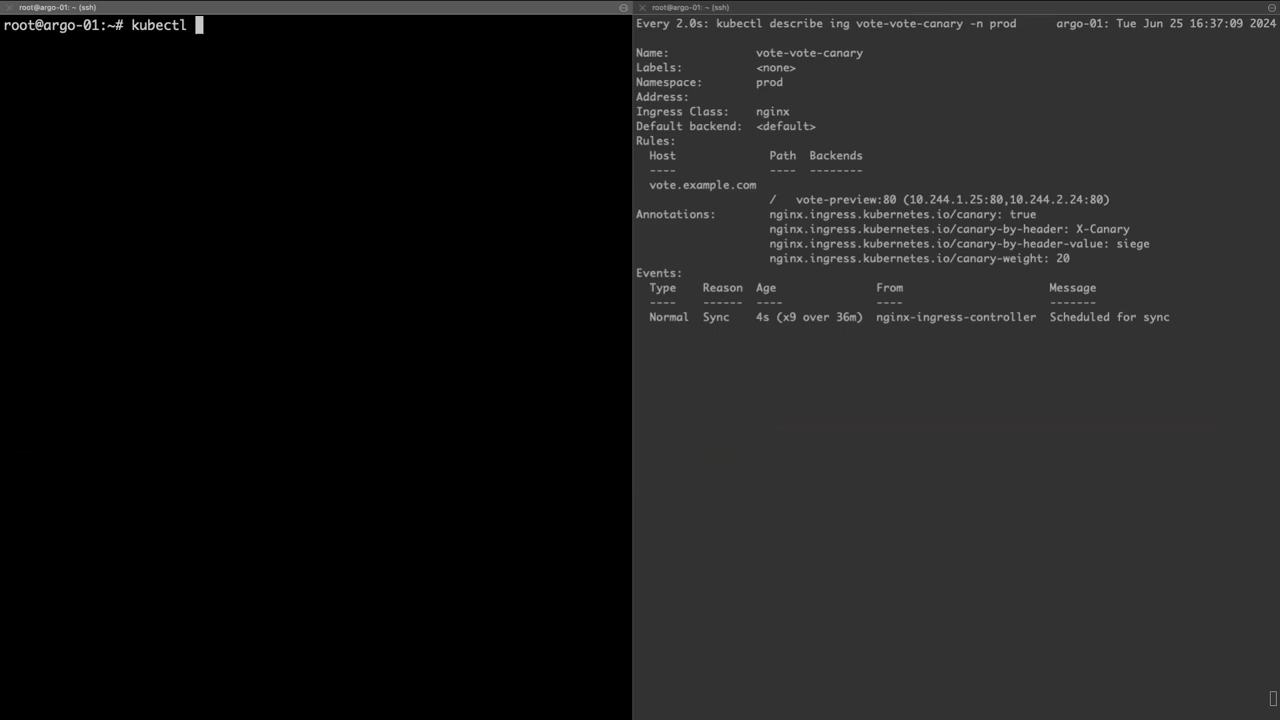 root@argo-01: ~ (ssh)
root@argo-01:~# kubectl
root@argo-01: ~ (ssh)
Every 2.0s: kubectl describe ing vote-vote-canary -n prod argo-01: Tue Jun 25 16:37:09 2024
Name: vote-vote-canary
Labels: <none>
Namespace: prod
Address:
Ingress Class: nginx
Default backend: <default>
Rules:
Host Path Backends
---- ---- --------
vote.example.com
/ vote-preview:80 (10.244.1.25:80,10.244.2.24:80)
Annotations: nginx.ingress.kubernetes.io/canary: true
nginx.ingress.kubernetes.io/canary-by-header: X-Canary
nginx.ingress.kubernetes.io/canary-by-header-value: siege
nginx.ingress.kubernetes.io/canary-weight: 20
Events:
Type Reason Age From Message
---- ------ ---- ---- -------
Normal Sync 4s (x9 over 36m) nginx-ingress-controller Scheduled for sync